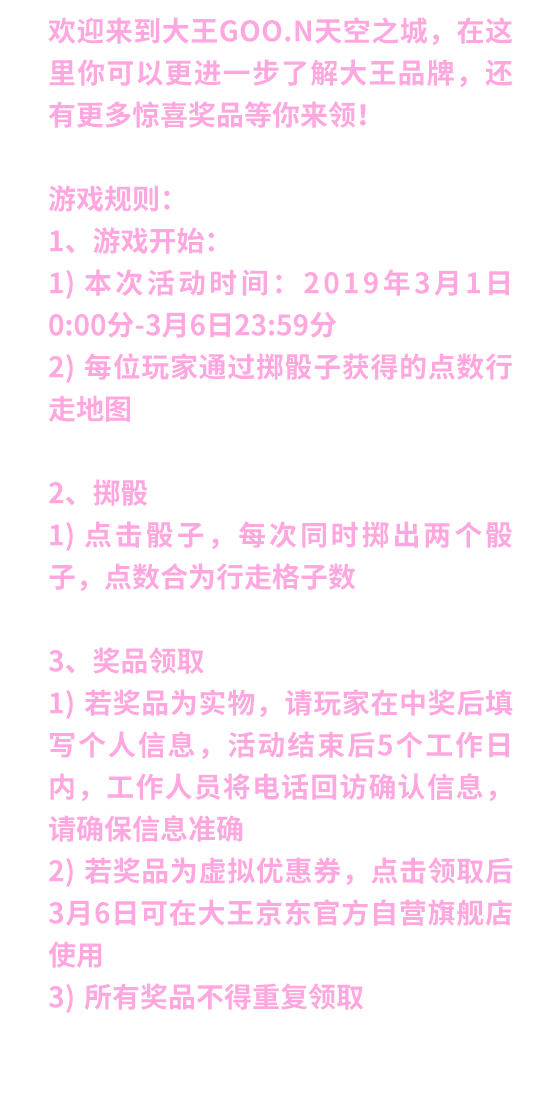 欢迎来到大王GOO.N天空之城，在这
里你可以更进一步了解大王品牌，还
有更多惊喜奖品等你来领！
游戏规则：
1、游戏开始：
1) 本次活动时间：2019年3月1日
0:00分-3月6日23:59分
2) 每位玩家通过掷骰子获得的点数行
走地图
2、掷骰
1) 点击骰子，每次同时掷出两个骰
子，点数合为行走格子数
3、奖品领取
1) 若奖品为实物，请玩家在中奖后填
写个人信息，活动结束后5个工作日
内，工作人员将电话回访确认信息，
请确保信息准确
2) 若奖品为虚拟优惠券，点击领取后
3月6日可在大王京东官方自营旗舰店
使用
3) 所有奖品不得重复领取